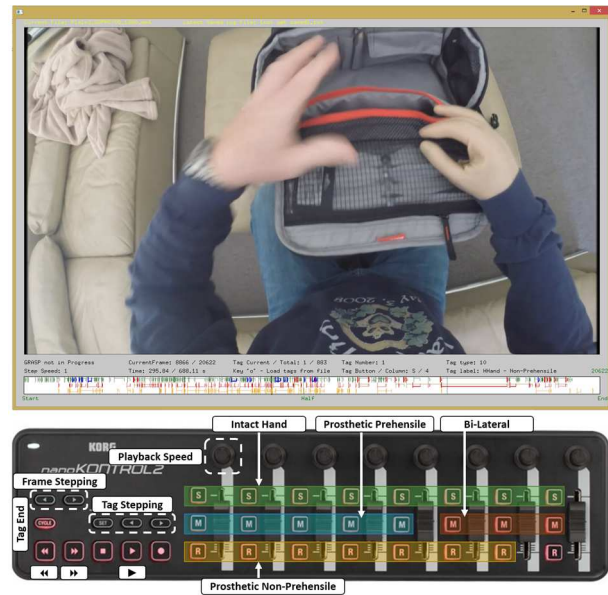 GRASP not in Progress
CurrentFrame: 8866 / 20622
Tag Current / Total: 1 / 883
Tag Number: 1
Tag type: 10
Step Speed: 1
Time: 295,84 / 688,11 s
Key "o" - Load tags from file
Tag Button / Column: 5 / 4
Tag label: HHand - Non-Prehensile
20622
Start
Half
End
Intact Hand
Prosthetic Prehensile
Bi-Lateral
KORG
Playback Speed
nanoKONTROL2
Frame Stepping
Tag Stepping
Tag End
S S S S S S S S
CYCLE
SET
M M M M M M M M
R R R R R R R R
Prosthetic Non-Prehensile